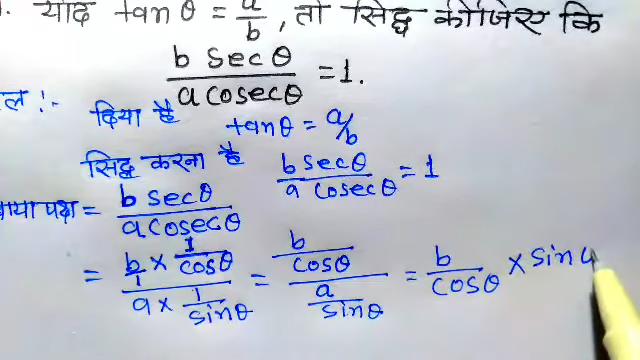 यदि tanθ = a/b, तो सिद्ध कीजिए कि
b secθ / a cosecθ = 1.
हल :- दिया है tanθ = a/b
सिद्ध करना है b secθ / a cosecθ = 1
बायाँ पक्ष = b secθ / a cosecθ
= b/1 × 1/cosθ / a × 1/sinθ = b/cosθ / a/sinθ = b/cosθ × sin